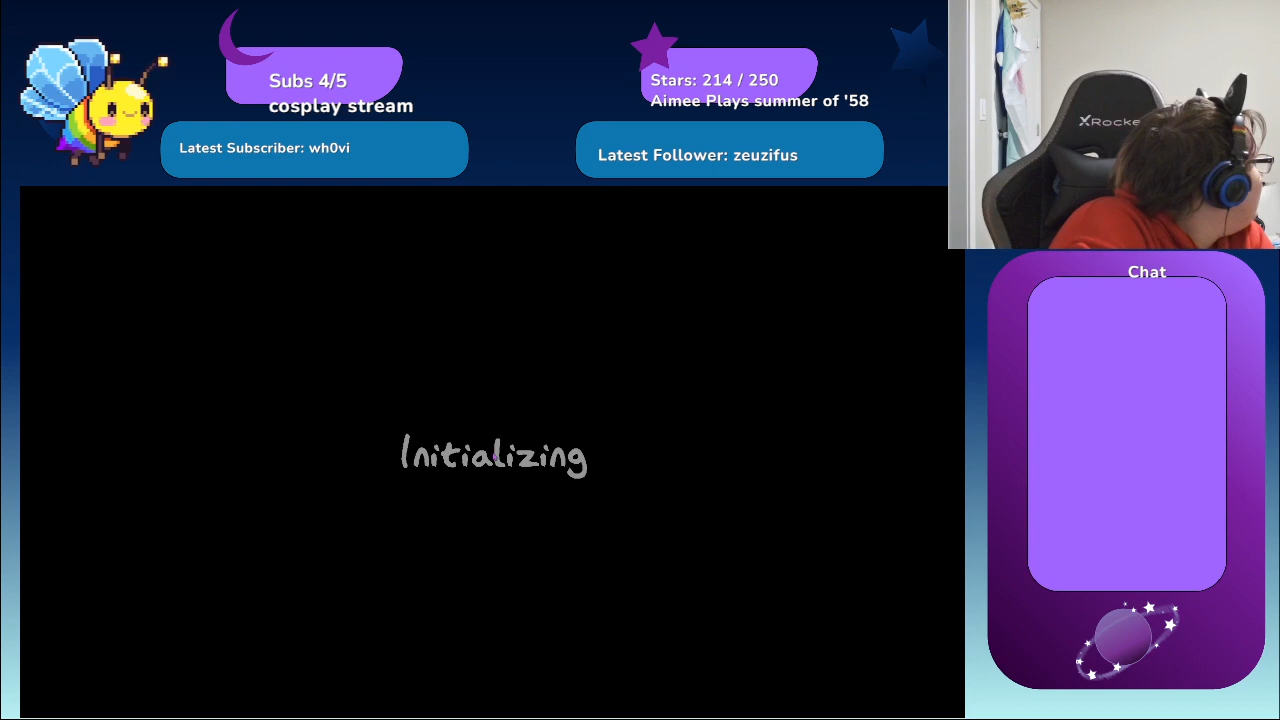 Subs 4/5
cosplay stream
Stars: 214 / 250
Aimee Plays summer of '58
Latest Subscriber: wh0vi
Latest Follower: zeuzifus
XRocker
Chat
Initializing